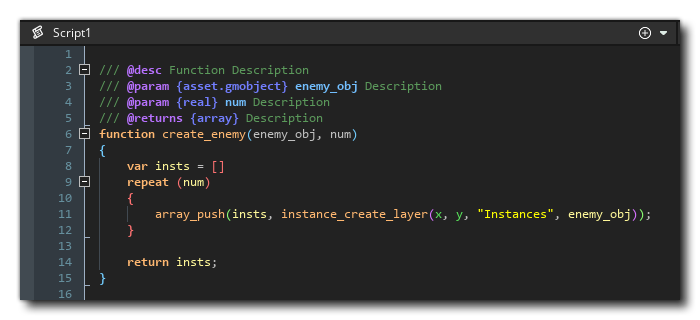 Script1
1
2 /// @desc Function Description
3 /// @param {asset.gmobject} enemy_obj Description
4 /// @param {real} num Description
5 /// @returns {array} Description
6 function create_enemy(enemy_obj, num)
7 {
8 var insts = []
9 repeat (num)
10 {
11 array_push(insts, instance_create_layer(x, y, "Instances", enemy_obj));
12 }
13
14 return insts;
15 }
16